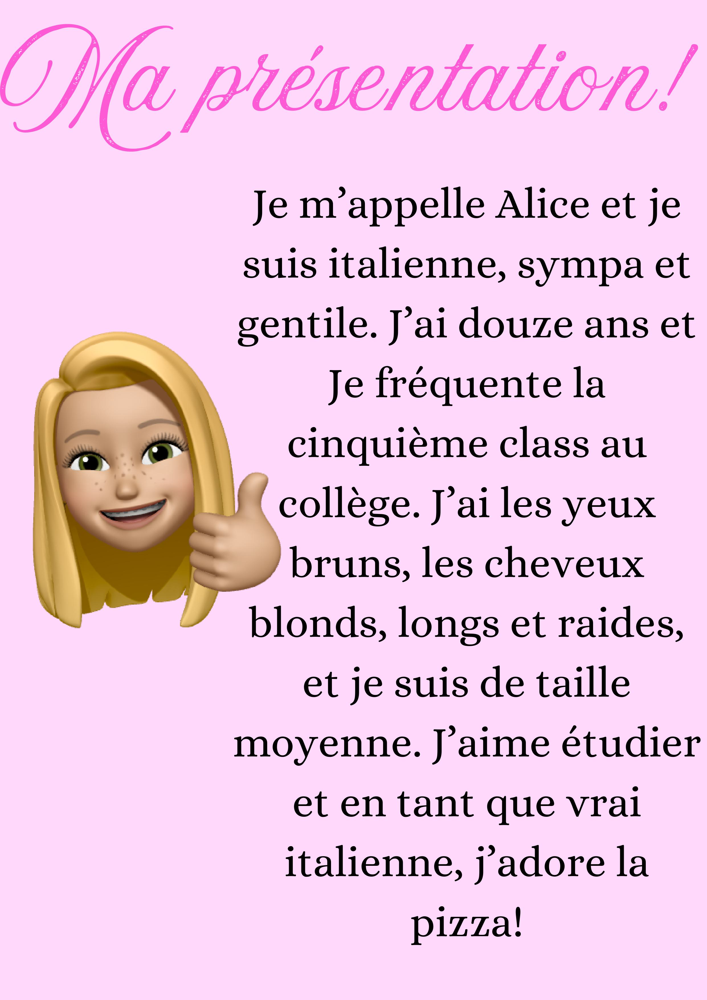 Ma présentation!
Je m’appelle Alice et je
suis italienne, sympa et
gentile. J’ai douze ans et
Je fréquente la
cinquième class au
collège. J’ai les yeux
bruns, les cheveux
blonds, longs et raides,
et je suis de taille
moyenne. J’aime étudier
et en tant que vrai
italienne, j’adore la
pizza!